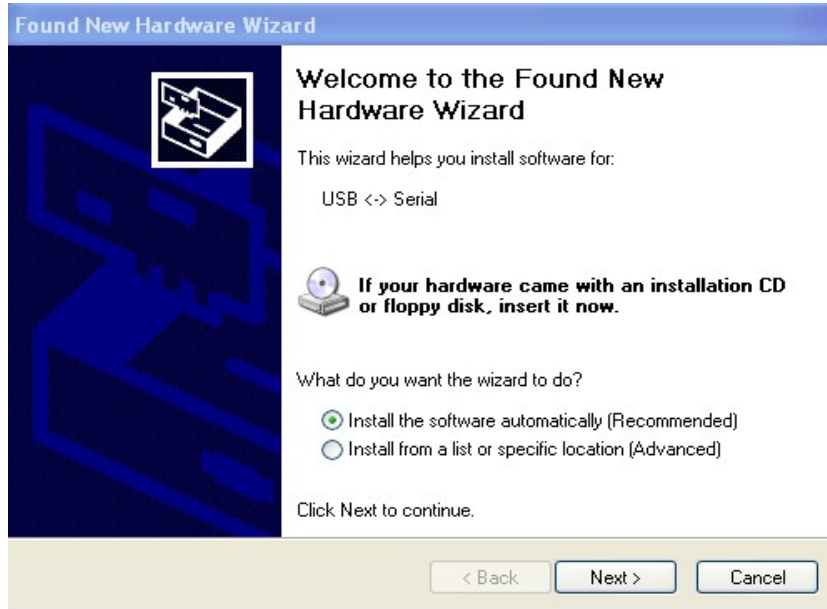 Found New Hardware Wizard
Welcome to the Found New
Hardware Wizard
This wizard helps you install software for:
USB <-> Serial
If your hardware came with an installation CD
or floppy disk, insert it now.
What do you want the wizard to do?
Install the software automatically (Recommended)
Install from a list or specific location (Advanced)
Click Next to continue.
< Back Next > Cancel